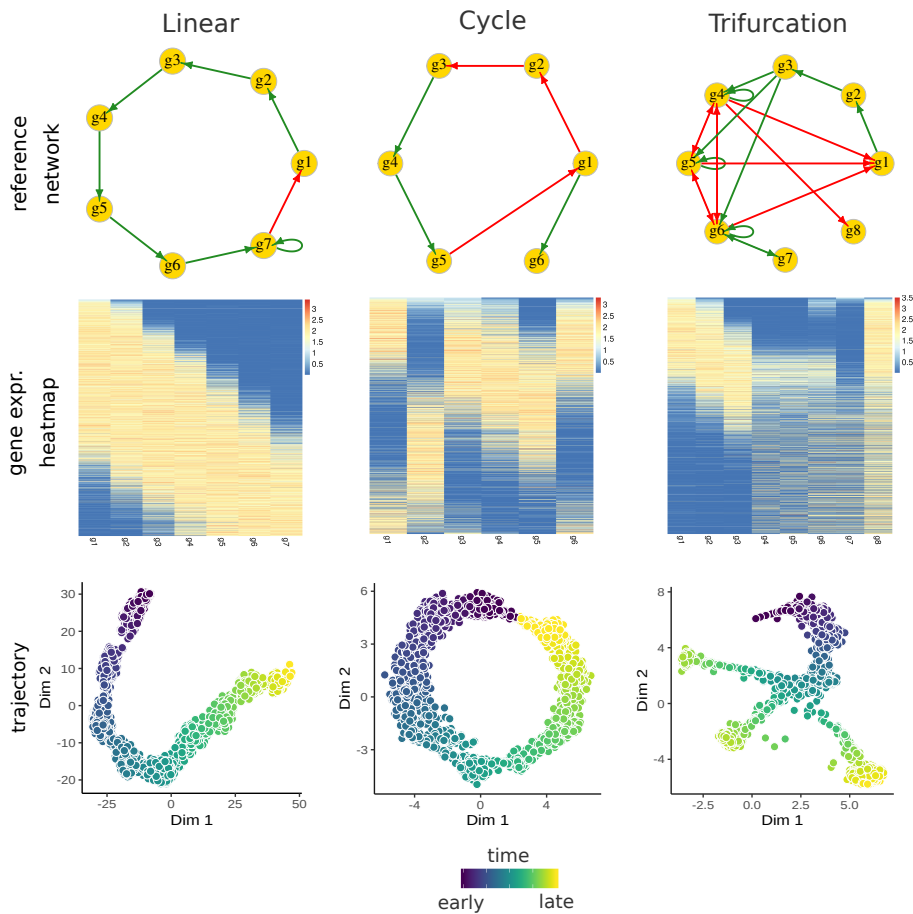 Linear Cycle Trifurcation
reference
network
g3
g2
g4
g1
g5
g7
g6
g3 g2
g4 g1
g5 g6
g3
g4 g2
g5 g1
g6 g8
g7
gene expr.
heatmap
3
2.5
2
1.5
1
0.5
3
2.5
2
1.5
1
0.5
3.5
3
2.5
2
1.5
1
0.5
g1 g2 g3 g4 g5 g6 g7
g1 g2 g3 g4 g5 g6
g1 g2 g3 g4 g5 g6 g7 g8
trajectory
Dim 2
30
20
10
0
-10
-20
-25 0 25 50
Dim 1
Dim 2
6
3
0
-3
-4 0 4
Dim 1
Dim 2
8
4
0
-4
-2.5 0.0 2.5 5.0
Dim 1
time
early late